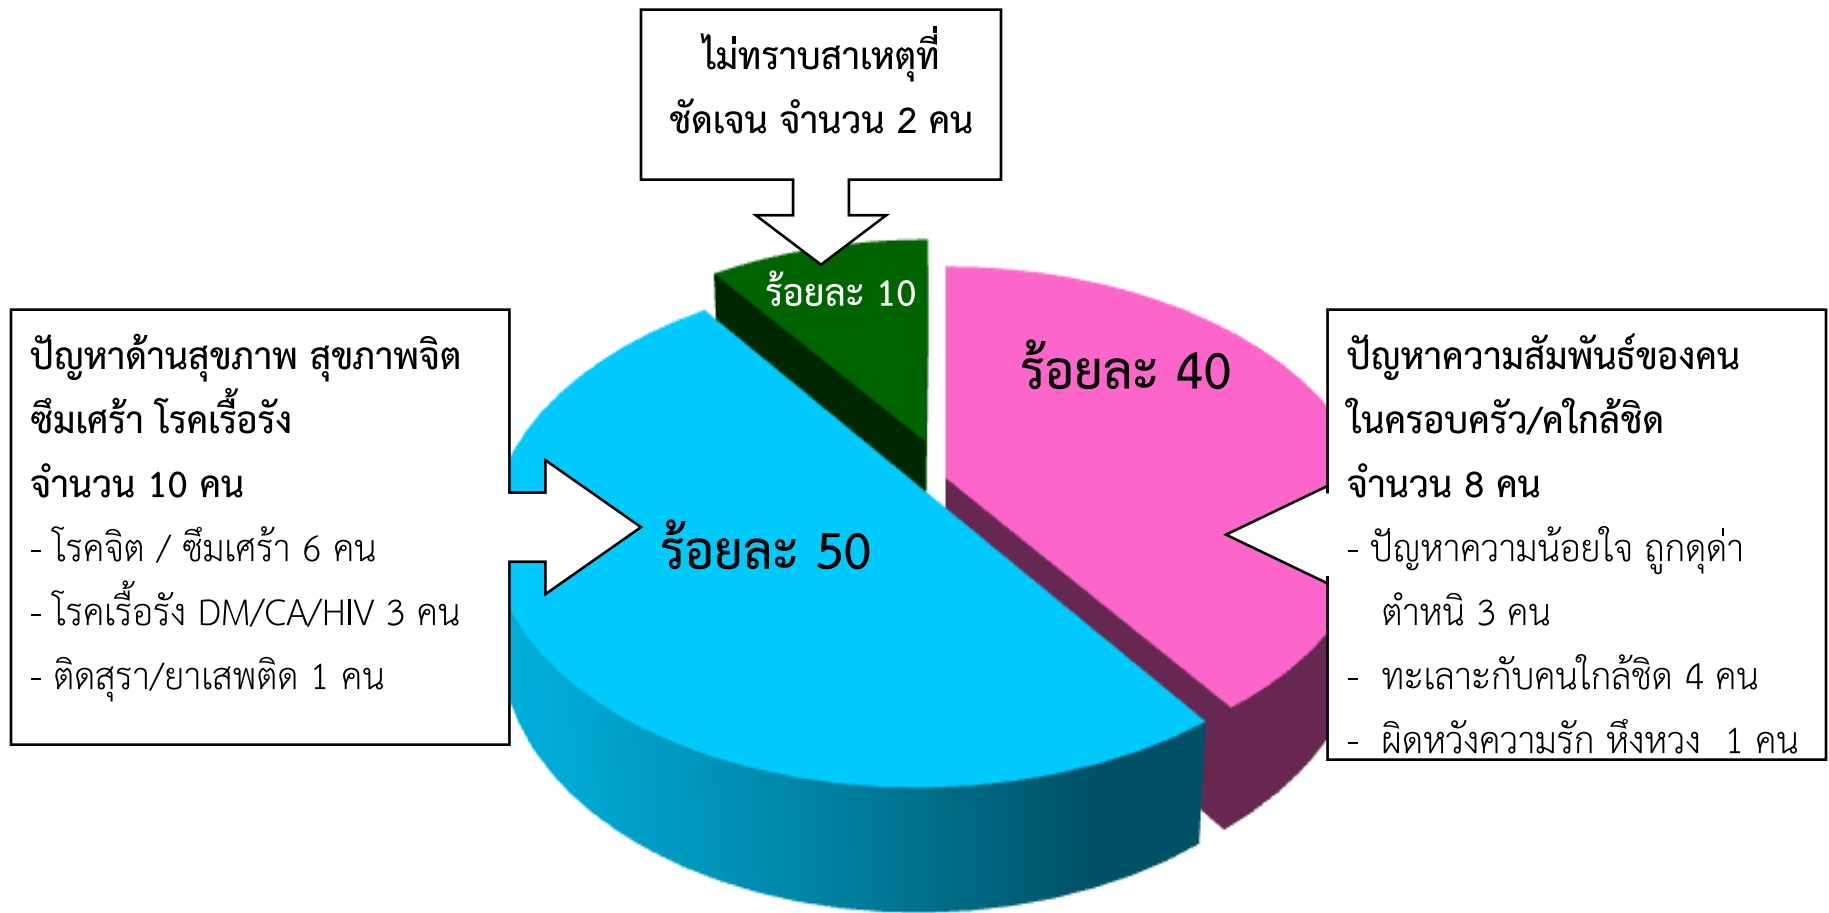 ไม่ทราบสาเหตุที่
ชัดเจน จำนวน 2 คน
ร้อยละ 10
ร้อยละ 40
ร้อยละ 50
ปัญหาด้านสุขภาพ สุขภาพจิต
ซึมเศร้า โรคเรื้อรัง
จำนวน 10 คน
- โรคจิต / ซึมเศร้า 6 คน
- โรคเรื้อรัง DM/CA/HIV 3 คน
- ติดสุรา/ยาเสพติด 1 คน
ปัญหาความสัมพันธ์ของคน
ในครอบครัว/คใกล้ชิด
จำนวน 8 คน
- ปัญหาความน้อยใจ ถูกดุด่า
ตำหนิ 3 คน
- ทะเลาะกับคนใกล้ชิด 4 คน
- ผิดหวังความรัก หึงหวง 1 คน